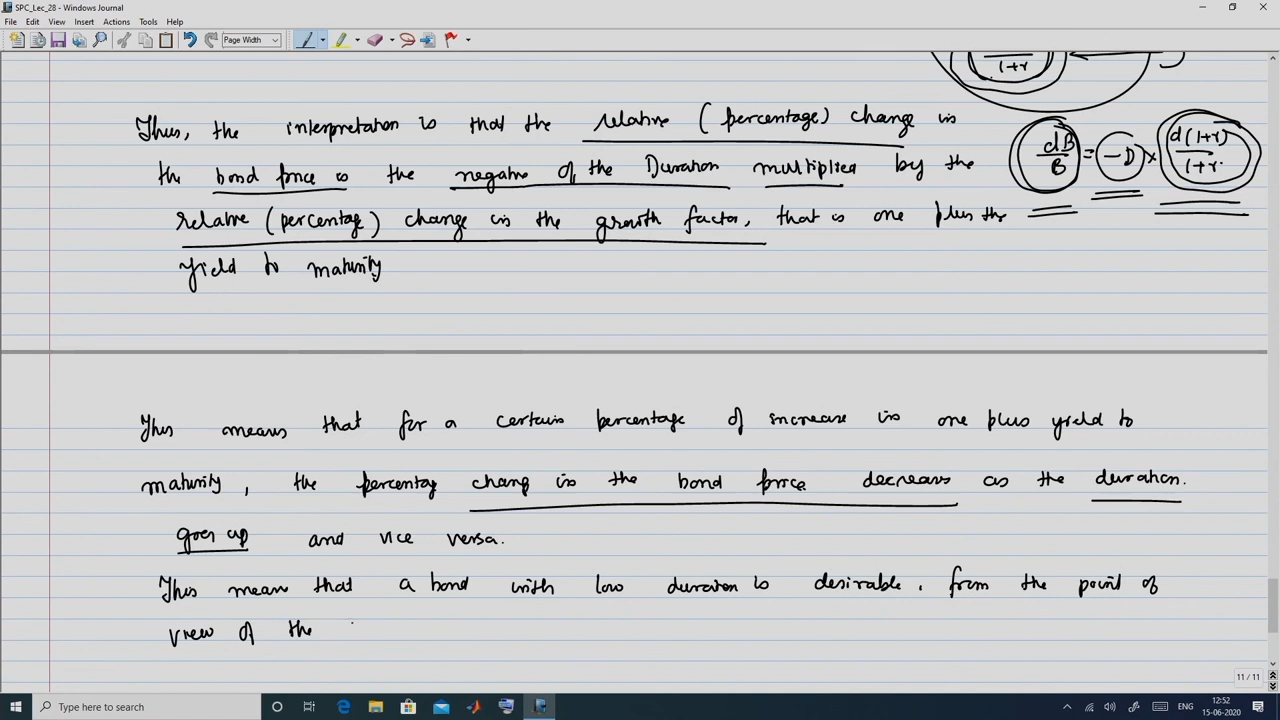 SPC_Lec_28 - Windows Journal
File Edit View Insert Actions Tools Help
Page Width
1+r
Thus, the interpretation is that the relative (percentage) change in
the bond price is the negative of the Duration multiplied by the
relative (percentage) change in the growth factor, that is one plus the
yield to maturity
dB/B = -D × d(1+r)/1+r
This means that for a certain percentage of increase in one plus yield to
maturity, the percentage change in the bond price decreases as the duration.
goes up and vice versa.
This means that a bond with low duration is desirable, from the point of
view of the
11 / 11
Type here to search
ENG
12:52
15-06-2020